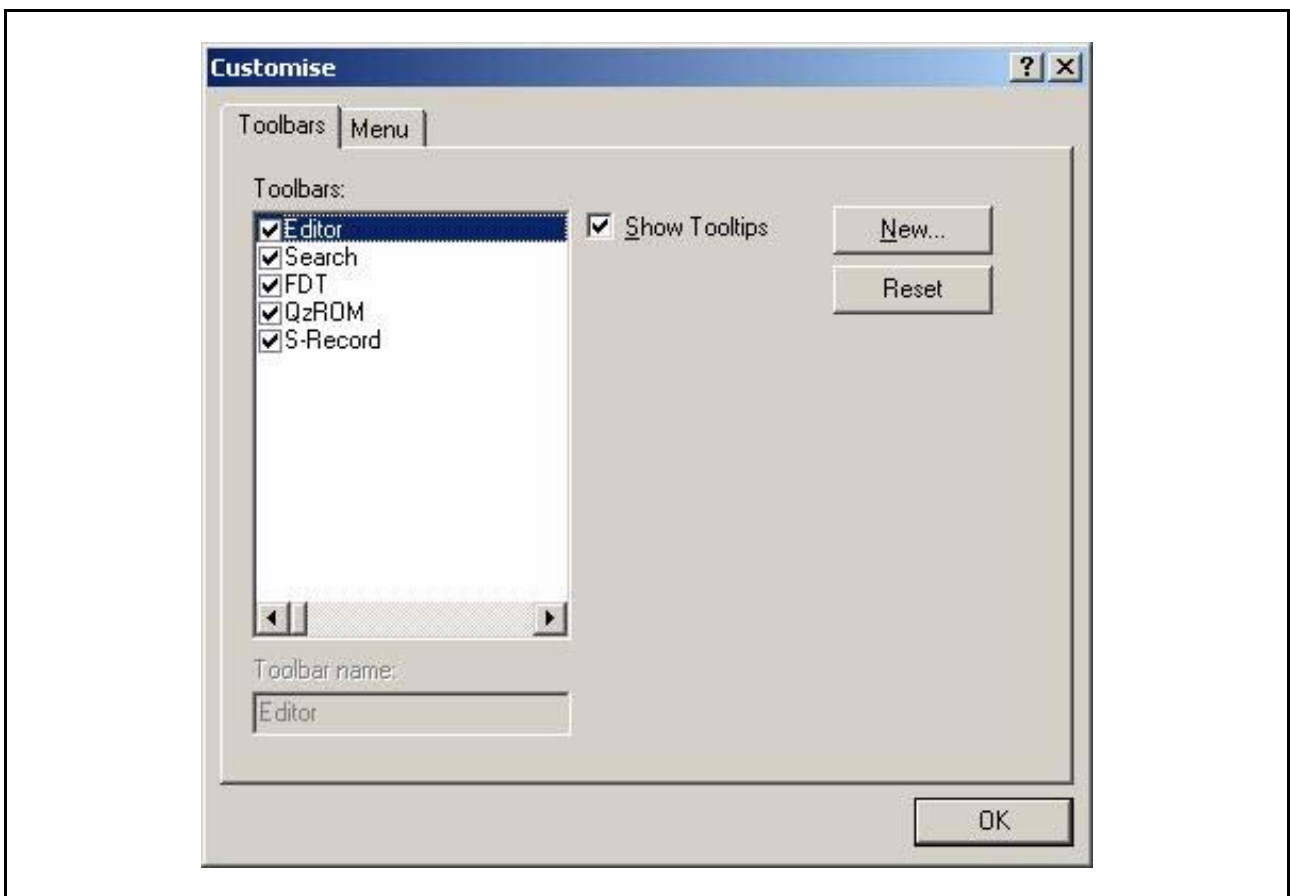 Customise
Toolbars Menu
Toolbars:
Editor
Search
FDT
QzROM
S-Record
Show Tooltips
New...
Reset
Toolbar name:
Editor
OK